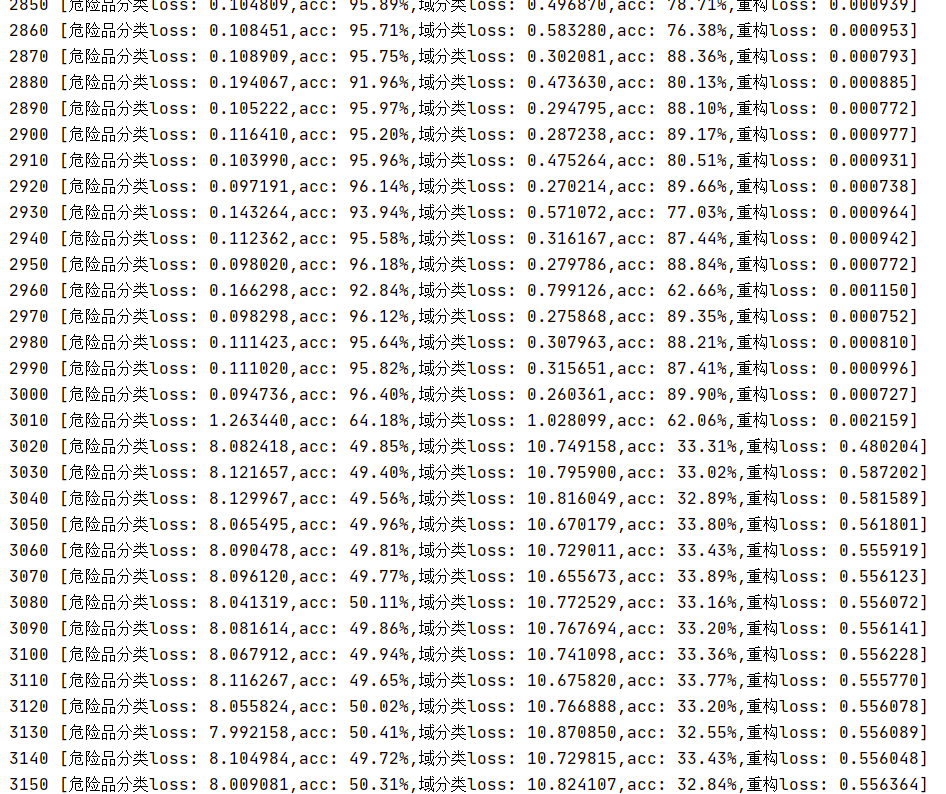 2850 [危险品分类loss: 0.104809,acc: 95.89%,域分类loss: 0.496870,acc: 78.71%,重构loss: 0.000939]
2860 [危险品分类loss: 0.108451,acc: 95.71%,域分类loss: 0.583280,acc: 76.38%,重构loss: 0.000953]
2870 [危险品分类loss: 0.108909,acc: 95.75%,域分类loss: 0.302081,acc: 88.36%,重构loss: 0.000793]
2880 [危险品分类loss: 0.194067,acc: 91.96%,域分类loss: 0.473630,acc: 80.13%,重构loss: 0.000885]
2890 [危险品分类loss: 0.105222,acc: 95.97%,域分类loss: 0.294795,acc: 88.10%,重构loss: 0.000772]
2900 [危险品分类loss: 0.116410,acc: 95.20%,域分类loss: 0.287238,acc: 89.17%,重构loss: 0.000977]
2910 [危险品分类loss: 0.103990,acc: 95.96%,域分类loss: 0.475264,acc: 80.51%,重构loss: 0.000931]
2920 [危险品分类loss: 0.097191,acc: 96.14%,域分类loss: 0.270214,acc: 89.66%,重构loss: 0.000738]
2930 [危险品分类loss: 0.143264,acc: 93.94%,域分类loss: 0.571072,acc: 77.03%,重构loss: 0.000964]
2940 [危险品分类loss: 0.112362,acc: 95.58%,域分类loss: 0.316167,acc: 87.44%,重构loss: 0.000942]
2950 [危险品分类loss: 0.098020,acc: 96.18%,域分类loss: 0.279786,acc: 88.84%,重构loss: 0.000772]
2960 [危险品分类loss: 0.166298,acc: 92.84%,域分类loss: 0.799126,acc: 62.66%,重构loss: 0.001150]
2970 [危险品分类loss: 0.098298,acc: 96.12%,域分类loss: 0.275868,acc: 89.35%,重构loss: 0.000752]
2980 [危险品分类loss: 0.111423,acc: 95.64%,域分类loss: 0.307963,acc: 88.21%,重构loss: 0.000810]
2990 [危险品分类loss: 0.111020,acc: 95.82%,域分类loss: 0.315651,acc: 87.41%,重构loss: 0.000996]
3000 [危险品分类loss: 0.094736,acc: 96.40%,域分类loss: 0.260361,acc: 89.90%,重构loss: 0.000727]
3010 [危险品分类loss: 1.263440,acc: 64.18%,域分类loss: 1.028099,acc: 62.06%,重构loss: 0.002159]
3020 [危险品分类loss: 8.082418,acc: 49.85%,域分类loss: 10.749158,acc: 33.31%,重构loss: 0.480204]
3030 [危险品分类loss: 8.121657,acc: 49.40%,域分类loss: 10.795900,acc: 33.02%,重构loss: 0.587202]
3040 [危险品分类loss: 8.129967,acc: 49.56%,域分类loss: 10.816049,acc: 32.89%,重构loss: 0.581589]
3050 [危险品分类loss: 8.065495,acc: 49.96%,域分类loss: 10.670179,acc: 33.80%,重构loss: 0.561801]
3060 [危险品分类loss: 8.090478,acc: 49.81%,域分类loss: 10.729011,acc: 33.43%,重构loss: 0.555919]
3070 [危险品分类loss: 8.096120,acc: 49.77%,域分类loss: 10.655673,acc: 33.89%,重构loss: 0.556123]
3080 [危险品分类loss: 8.041319,acc: 50.11%,域分类loss: 10.772529,acc: 33.16%,重构loss: 0.556072]
3090 [危险品分类loss: 8.081614,acc: 49.86%,域分类loss: 10.767694,acc: 33.20%,重构loss: 0.556141]
3100 [危险品分类loss: 8.067912,acc: 49.94%,域分类loss: 10.741098,acc: 33.36%,重构loss: 0.556228]
3110 [危险品分类loss: 8.116267,acc: 49.65%,域分类loss: 10.675820,acc: 33.77%,重构loss: 0.555770]
3120 [危险品分类loss: 8.055824,acc: 50.02%,域分类loss: 10.766888,acc: 33.20%,重构loss: 0.556078]
3130 [危险品分类loss: 7.992158,acc: 50.41%,域分类loss: 10.870850,acc: 32.55%,重构loss: 0.556089]
3140 [危险品分类loss: 8.104984,acc: 49.72%,域分类loss: 10.729815,acc: 33.43%,重构loss: 0.556048]
3150 [危险品分类loss: 8.009081,acc: 50.31%,域分类loss: 10.824107,acc: 32.84%,重构loss: 0.556364]